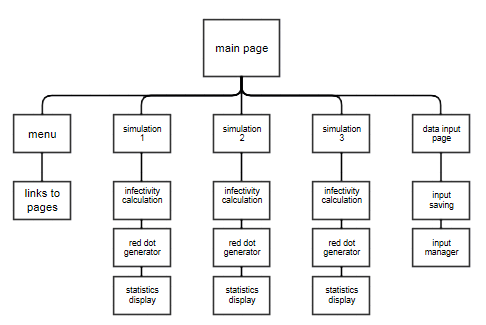 main page
menu
simulation
1
simulation
2
simulation
3
data input
page
links to
pages
infectivity
calculation
infectivity
calculation
infectivity
calculation
input
saving
red dot
generator
red dot
generator
red dot
generator
input
manager
statistics
display
statistics
display
statistics
display